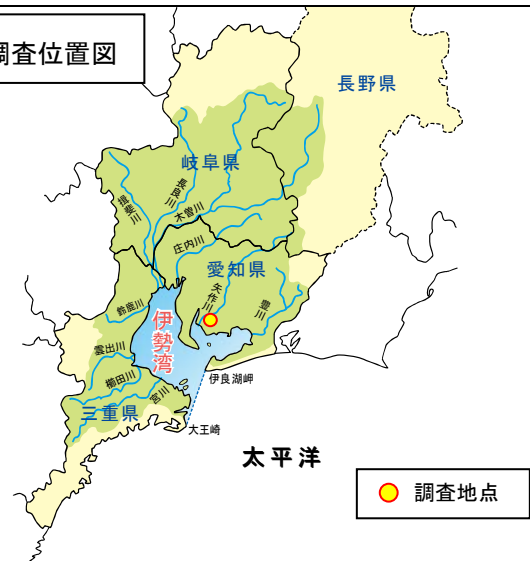 調査位置図
長野県
岐阜県
揖斐川
長良川
木曽川
庄内川
愛知県
矢作川
豊川
鈴鹿川
伊勢湾
雲出川
櫛田川
宮川
三重県
伊良湖岬
大王崎
太平洋
調査地点